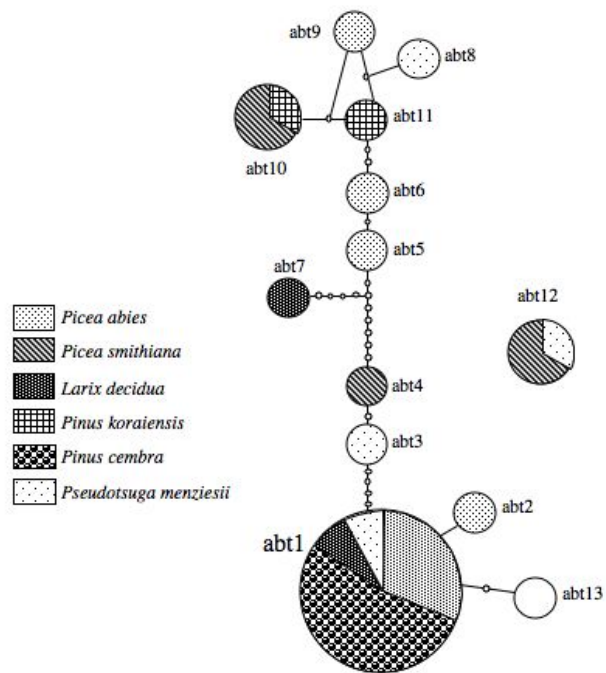 abt9
abt8
abt11
abt10
abt6
abt5
abt7
abt12
Picea abies
Picea smithiana
Larix decidua
Pinus koraiensis
Pinus cembra
Pseudotsuga menziesii
abt4
abt3
abt1
abt2
abt13